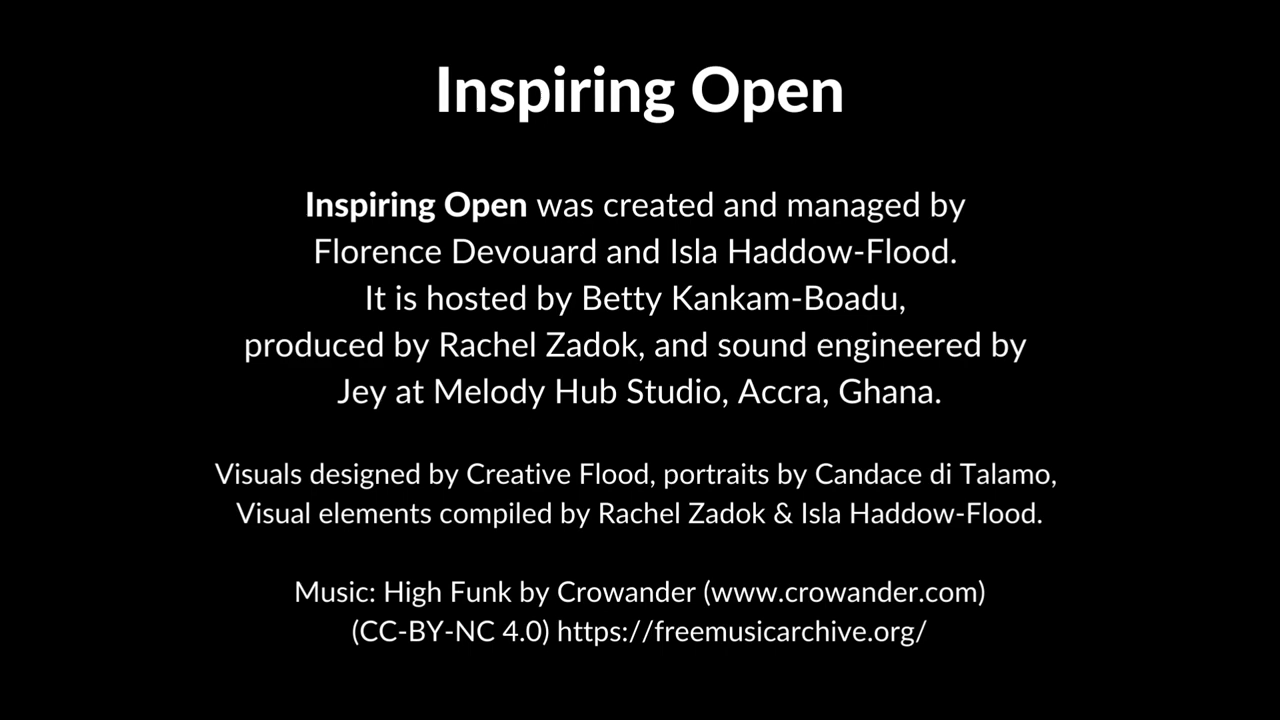 Inspiring Open
Inspiring Open was created and managed by
Florence Devouard and Isla Haddow-Flood.
It is hosted by Betty Kankam-Boadu,
produced by Rachel Zadok, and sound engineered by
Jey at Melody Hub Studio, Accra, Ghana.
Visuals designed by Creative Flood, portraits by Candace di Talamo,
Visual elements compiled by Rachel Zadok & Isla Haddow-Flood.
Music: High Funk by Crowander (www.crowander.com)
(CC-BY-NC 4.0) https://freemusicarchive.org/